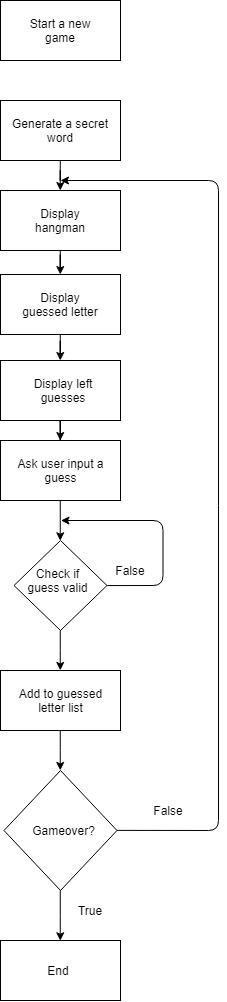 Start a new
game
Generate a secret
word
Display
hangman
Display
guessed letter
Display left
guesses
Ask user input a
guess
Check if
guess valid
False
Add to guessed
letter list
Gameover?
False
True
End